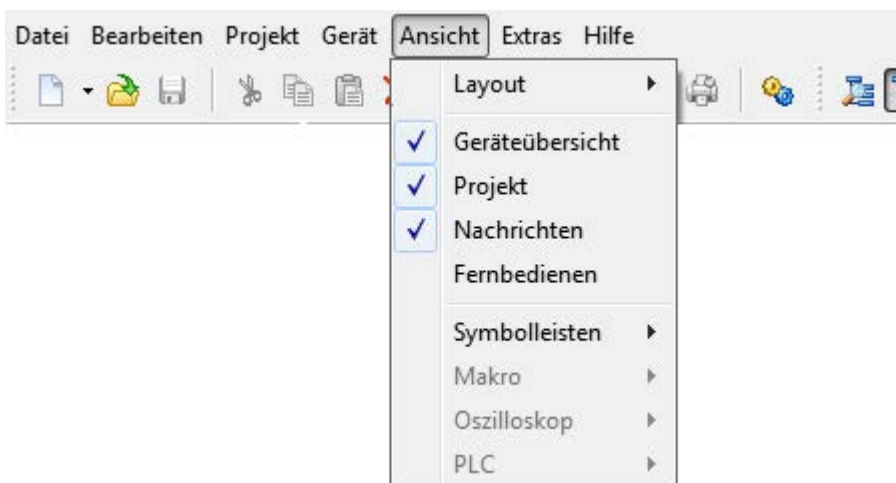 Datei Bearbeiten Projekt Gerät Ansicht Extras Hilfe
Layout
Geräteübersicht
Projekt
Nachrichten
Fernbedienen
Symbolleisten
Makro
Oszilloskop
PLC